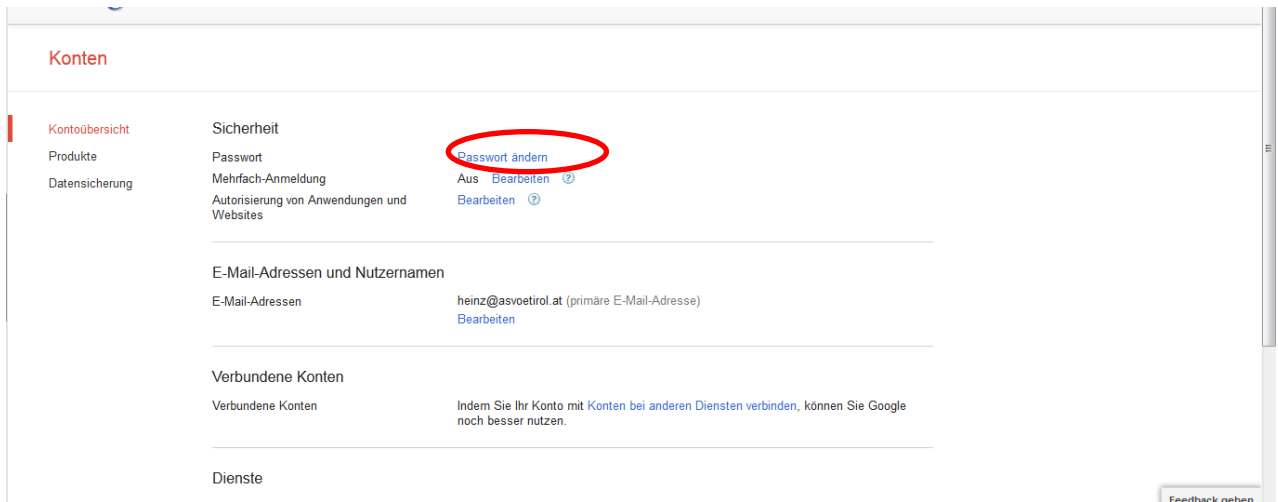 Konten
Kontoübersicht
Produkte
Datensicherung
Sicherheit
Passwort Passwort ändern
Mehrfach-Anmeldung Aus Bearbeiten ?
Autorisierung von Anwendungen und Websites Bearbeiten ?
E-Mail-Adressen und Nutzernamen
E-Mail-Adressen heinz@asvoetirol.at (primäre E-Mail-Adresse)
Bearbeiten
Verbundene Konten
Verbundene Konten Indem Sie Ihr Konto mit Konten bei anderen Diensten verbinden, können Sie Google
noch besser nutzen.
Dienste
Feedback geben